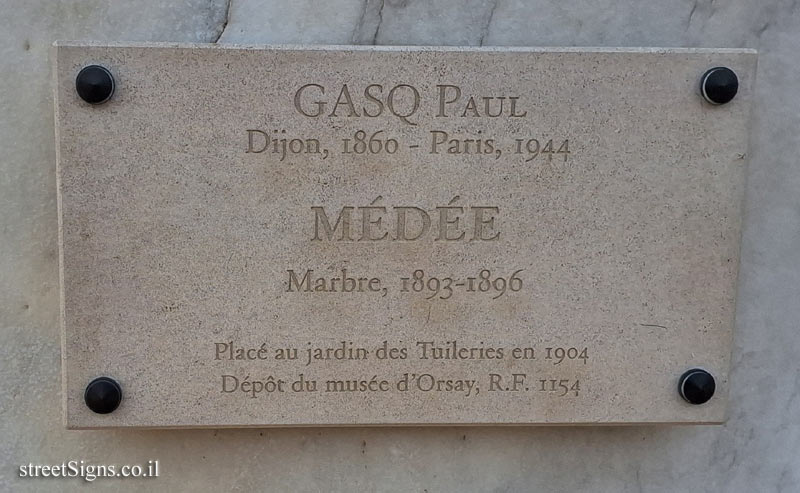 GASQ PAUL
Dijon, 1860 - Paris, 1944
MÉDÉE
Marbre, 1893-1896
Placé au jardin des Tuileries en 1904
Dépôt du musée d'Orsay, R.F. 1154
streetSigns.co.il